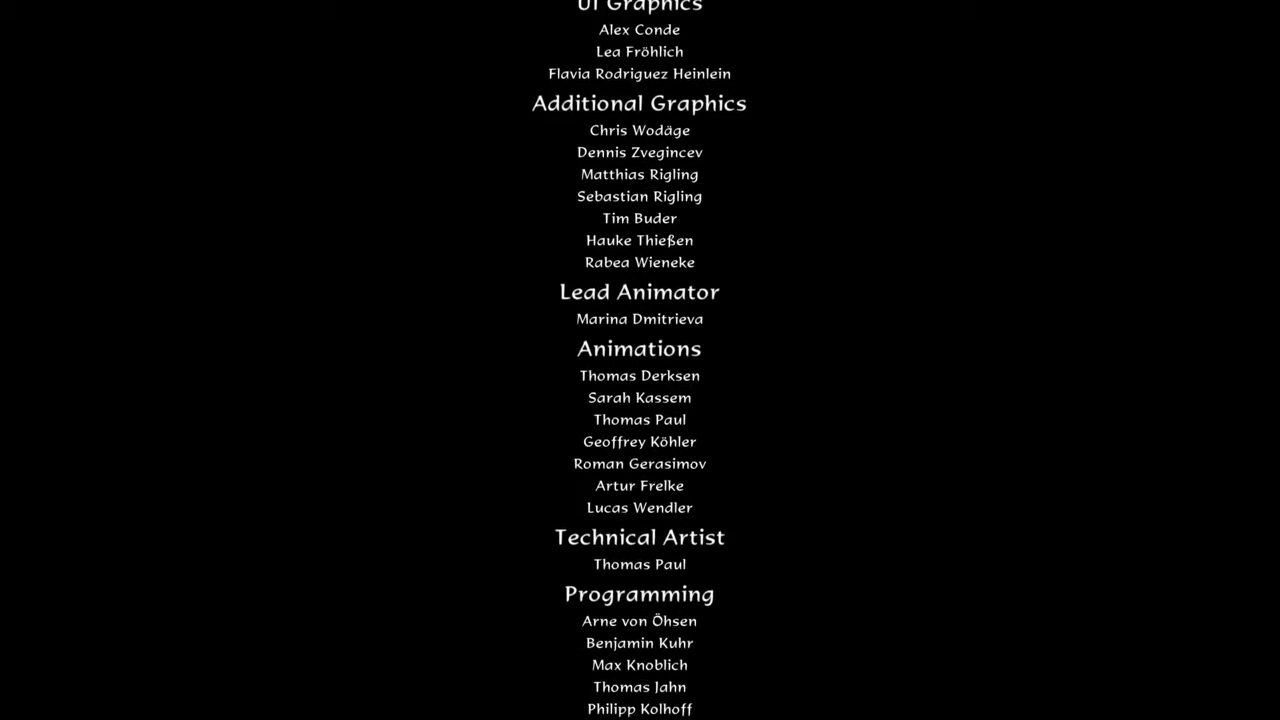 UI Graphics
Alex Conde
Lea Fröhlich
Flavia Rodriguez Heinlein
Additional Graphics
Chris Wodäge
Dennis Zvegincev
Matthias Rigling
Sebastian Rigling
Tim Buder
Hauke Thießen
Rabea Wieneke
Lead Animator
Marina Dmitrieva
Animations
Thomas Derksen
Sarah Kassem
Thomas Paul
Geoffrey Köhler
Roman Gerasimov
Artur Frelke
Lucas Wendler
Technical Artist
Thomas Paul
Programming
Arne von Öhsen
Benjamin Kuhr
Max Knoblich
Thomas Jahn
Philipp Kolhoff